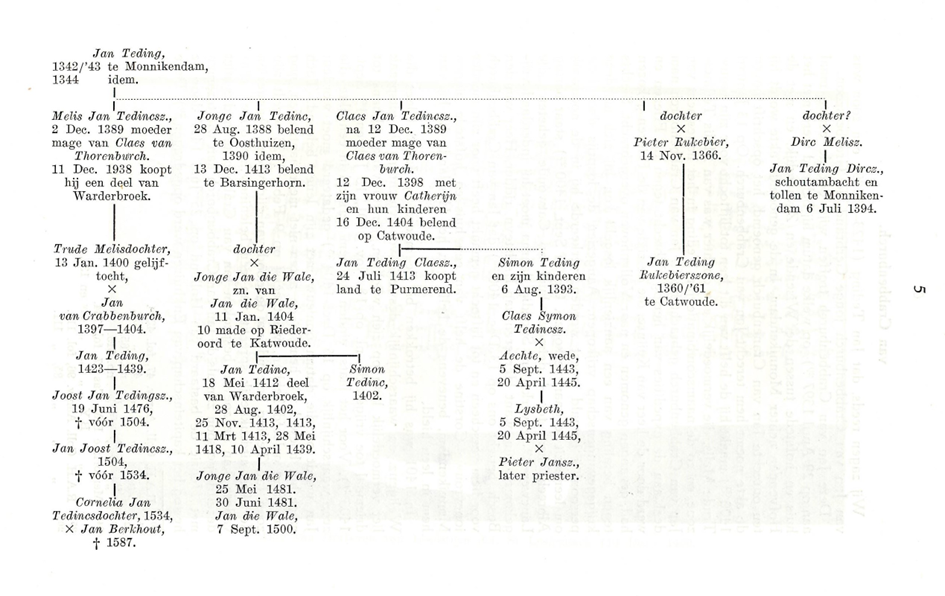 Jan Teding,
1342/'43 te Monnikendam,
1344 idem.
Melis Jan Tedincsz.,
2 Dec. 1389 moeder
mage van Claes van
Thorenburch.
11 Dec. 1938 koopt
hij een deel van
Warderbroek.
Jonge Jan Tedinc,
28 Aug. 1388 belend
te Oosthuizen,
1390 idem,
13 Dec. 1413 belend
te Barsingerhorn.
Claes Jan Tedincsz.,
na 12 Dec. 1389
moeder mage van
Claes van Thoren-
burch.
12 Dec. 1398 met
zijn vrouw Catherijn
en hun kinderen
16 Dec. 1404 belend
op Catwoude.
dochter
×
Pieter Rukebier,
14 Nov. 1366.
dochter?
×
Dirc Melisz.
Jan Teding Dircz.,
schoutambacht en
tollen te Monniken-
dam 6 Juli 1394.
Trude Melisdochter,
13 Jan. 1400 gelijf-
tocht,
×
Jan
van Crabbenburch,
1397—1404.
Jan Teding,
1423—1439.
Joost Jan Tedingsz.,
19 Juni 1476,
† vóór 1504.
Jan Joost Tedincsz.,
1504,
† vóór 1534.
Cornelia Jan
Tedincsdochter, 1534,
× Jan Berkhout,
† 1587.
dochter
×
Jonge Jan die Wale,
zn. van
Jan die Wale,
11 Jan. 1404
10 made op Rieder-
oord te Katwoude.
Jan Tedinc,
18 Mei 1412 deel
van Warderbroek,
28 Aug. 1402,
25 Nov. 1413, 1413,
11 Mrt 1413, 28 Mei
1418, 10 April 1439.
Jonge Jan die Wale,
25 Mei 1481.
30 Juni 1481.
Jan die Wale,
7 Sept. 1500.
Simon
Tedinc,
1402.
Jan Teding Claesz.,
24 Juli 1413 koopt
land te Purmerend.
Simon Teding
en zijn kinderen
6 Aug. 1393.
Claes Symon
Tedincsz.
×
Aechte, wede,
5 Sept. 1443,
20 April 1445.
Lysbeth,
5 Sept. 1443,
20 April 1445,
×
Pieter Jansz.,
later priester.
Jan Teding
Rukebierszone,
1360/'61
te Catwoude.
5